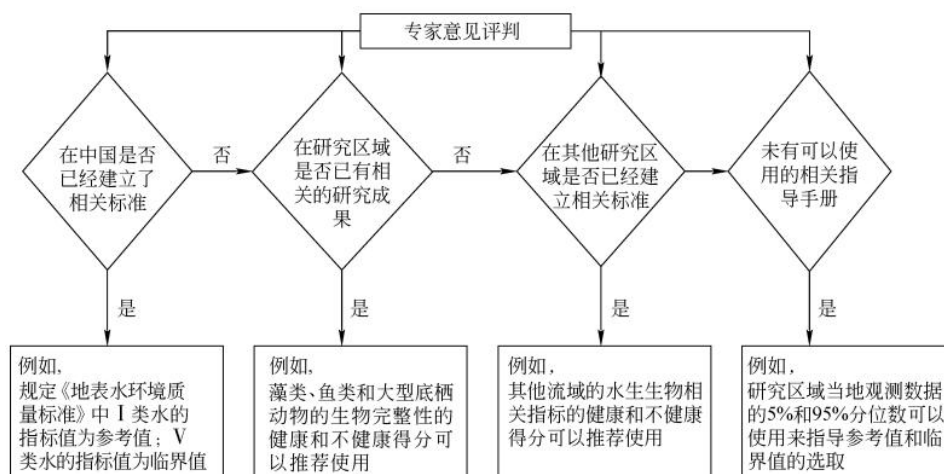 专家意见评判
在中国是否
已经建立了
相关标准
否
在研究区域
是否已有相
关的研究成
果
否
在其他研究区
域是否已经建
立相关标准
未有可以使
用的相关指
导手册
是
是
是
是
例如,
规定《地表水环境质
量标准》中Ⅰ类水的
指标值为参考值；Ⅴ
类水的指标值为临界值
例如，
藻类、鱼类和大型底栖
动物的生物完整性的
健康和不健康得分可
以推荐使用
例如，
其他流域的水生生物相
关指标的健康和不健康
得分可以推荐使用
例如，
研究区域当地观测数据
的5%和95%分位数可以
使用来指导参考值和临
界值的选取